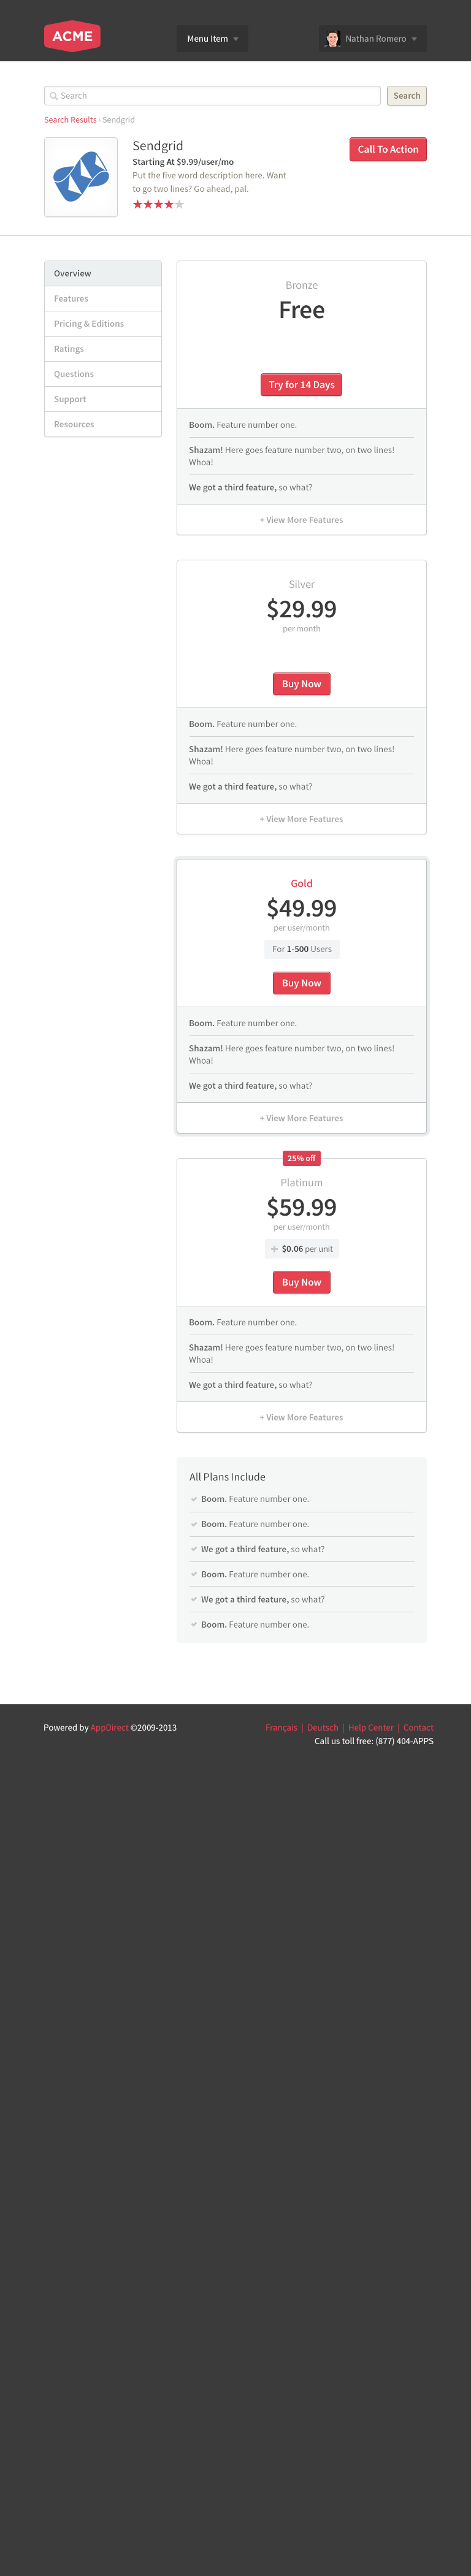 ACME
Menu Item
Nathan Romero
Search
Search
Search Results › Sendgrid
Sendgrid
Starting At $9.99/user/mo
Put the five word description here. Want
to go two lines? Go ahead, pal.
Call To Action
Overview
Features
Pricing & Editions
Ratings
Questions
Support
Resources
Bronze
Free
Try for 14 Days
Boom. Feature number one.
Shazam! Here goes feature number two, on two lines!
Whoa!
We got a third feature, so what?
+ View More Features
Silver
$29.99
per month
Buy Now
Boom. Feature number one.
Shazam! Here goes feature number two, on two lines!
Whoa!
We got a third feature, so what?
+ View More Features
Gold
$49.99
per user/month
For 1-500 Users
Buy Now
Boom. Feature number one.
Shazam! Here goes feature number two, on two lines!
Whoa!
We got a third feature, so what?
+ View More Features
25% off
Platinum
$59.99
per user/month
+ $0.06 per unit
Buy Now
Boom. Feature number one.
Shazam! Here goes feature number two, on two lines!
Whoa!
We got a third feature, so what?
+ View More Features
All Plans Include
Boom. Feature number one.
Boom. Feature number one.
We got a third feature, so what?
Boom. Feature number one.
We got a third feature, so what?
Boom. Feature number one.
Powered by AppDirect ©2009-2013
Français | Deutsch | Help Center | Contact
Call us toll free: (877) 404-APPS